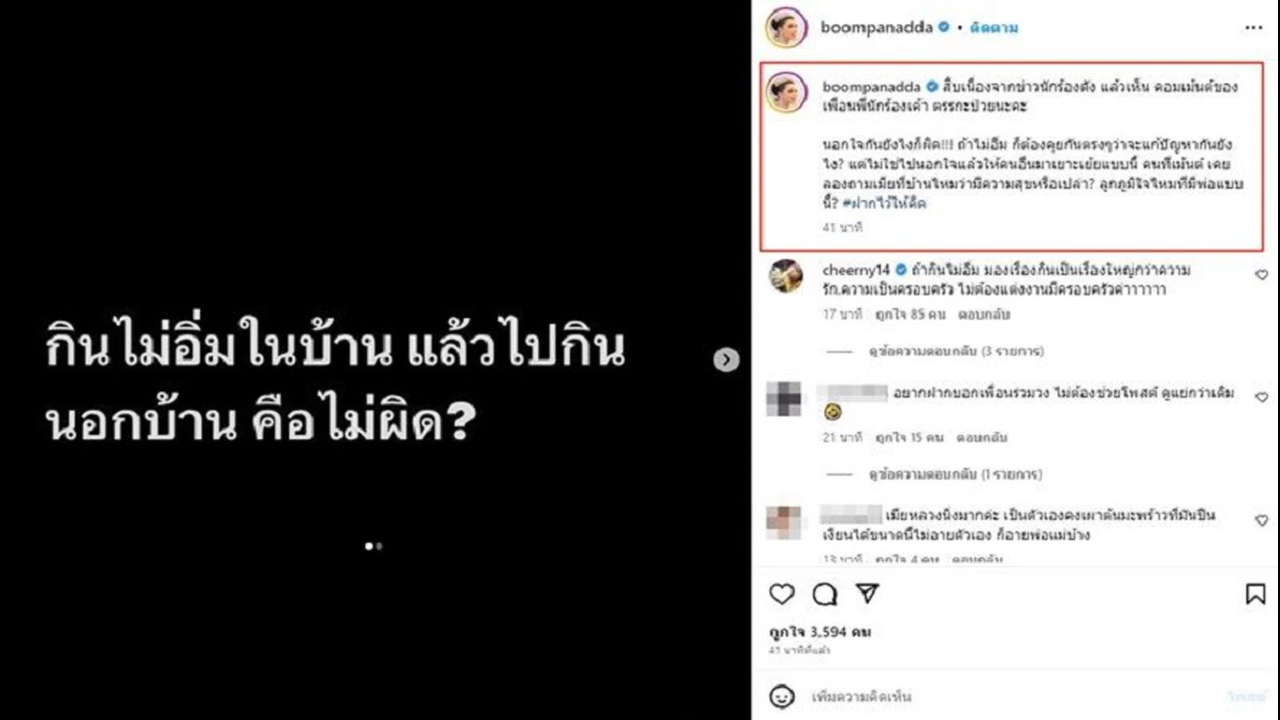 กินไม่อิ่มในบ้าน แล้วไปกิน
นอกบ้าน คือไม่ผิด?
boompanadda • ติดตาม
boompanadda สืบเนื่องจากข่าวนักร้องดัง แล้วเห็น คอมเม้นต์ของ
เพื่อนพี่นักร้องเค้า ตรรกะป่วยนะคะ
นอกใจกันยังไงก็ผิด!!! ถ้าไม่อิ่ม ก็ต้องคุยกันตรงๆว่าจะแก้ปัญหากันยัง
ไง? แต่ไม่ใช่ไปนอกใจแล้วให้คนอื่นมาเยาะเย้ยแบบนี้ คนที่เม้นต์ เคย
ลองถามเมียที่บ้านไหมว่ามีความสุขหรือเปล่า? ลูกภูมิใจไหมที่มีพ่อแบบ
นี้? #ฝากไว้ให้คิด
41 นาที
cheerny14 ถ้ากินไม่อิ่ม มองเรื่องกินเป็นเรื่องใหญ่กว่าความ
รัก,ความเป็นครอบครัว ไม่ต้องแต่งงานมีครอบครัวค่าาาาาา
17 นาที ถูกใจ 85 คน ตอบกลับ
ดูข้อความตอบกลับ (3 รายการ)
อยากฝากบอกเพื่อนร่วมวง ไม่ต้องช่วยโพสต์ ดูแย่กว่าเดิม
21 นาที ถูกใจ 15 คน ตอบกลับ
ดูข้อความตอบกลับ (1 รายการ)
เมียหลวงนิ่งมากค่ะ เป็นตัวเองคงเผาต้นมะพร้าวที่มันปีน
เงี่ยนได้ขนาดนี้ไม่อายตัวเอง ก็อายพ่อแม่บ้าง
13 นาที ถูกใจ 4 คน ตอบกลับ
ถูกใจ 3,594 คน
41 นาทีที่แล้ว
เพิ่มความคิดเห็น
โพสต์